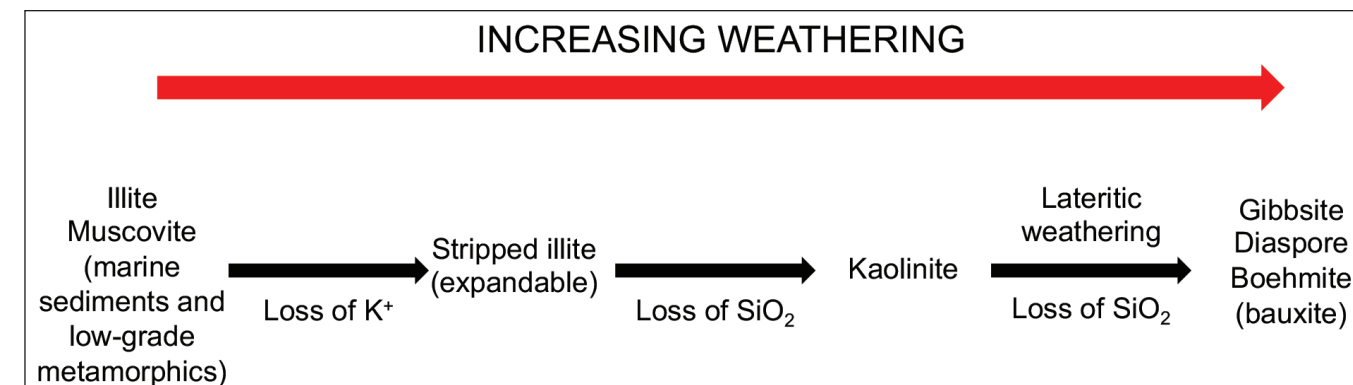 INCREASING WEATHERING
Illite
Muscovite
(marine
sediments and
low-grade
metamorphics)
Loss of K⁺
Stripped illite
(expandable)
Loss of SiO₂
Kaolinite
Lateritic
weathering
Loss of SiO₂
Gibbsite
Diaspore
Boehmite
(bauxite)